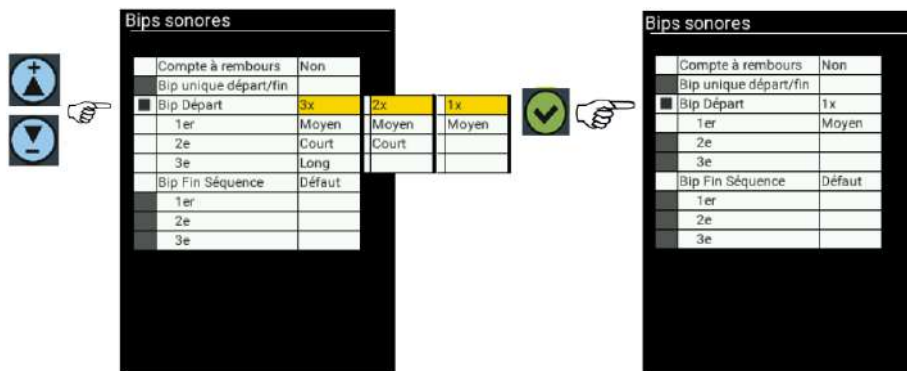 Bips sonores
Compte à rembours Non
Bip unique départ/fin
Bip Départ 3x 2x 1x
1er Moyen Moyen Moyen
2e Court Court
3e Long
Bip Fin Séquence Défaut
1er
2e
3e
Bips sonores
Compte à rembours Non
Bip unique départ/fin
Bip Départ 1x
1er Moyen
2e
3e
Bip Fin Séquence Défaut
1er
2e
3e